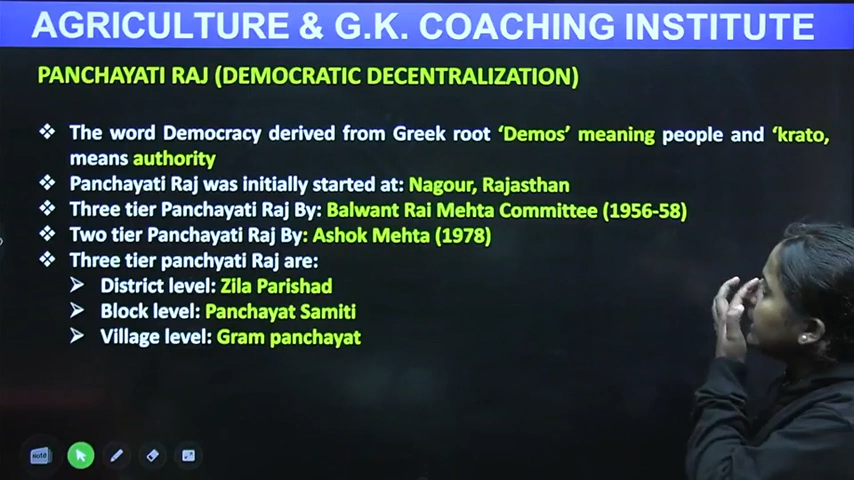 AGRICULTURE & G.K. COACHING INSTITUTE
PANCHAYATI RAJ (DEMOCRATIC DECENTRALIZATION)
❖ The word Democracy derived from Greek root 'Demos' meaning people and 'krato,
means authority
❖ Panchayati Raj was initially started at: Nagour, Rajasthan
❖ Three tier Panchayati Raj By: Balwant Rai Mehta Committee (1956-58)
❖ Two tier Panchayati Raj By: Ashok Mehta (1978)
❖ Three tier panchyati Raj are:
➢ District level: Zila Parishad
➢ Block level: Panchayat Samiti
➢ Village level: Gram panchayat
Note